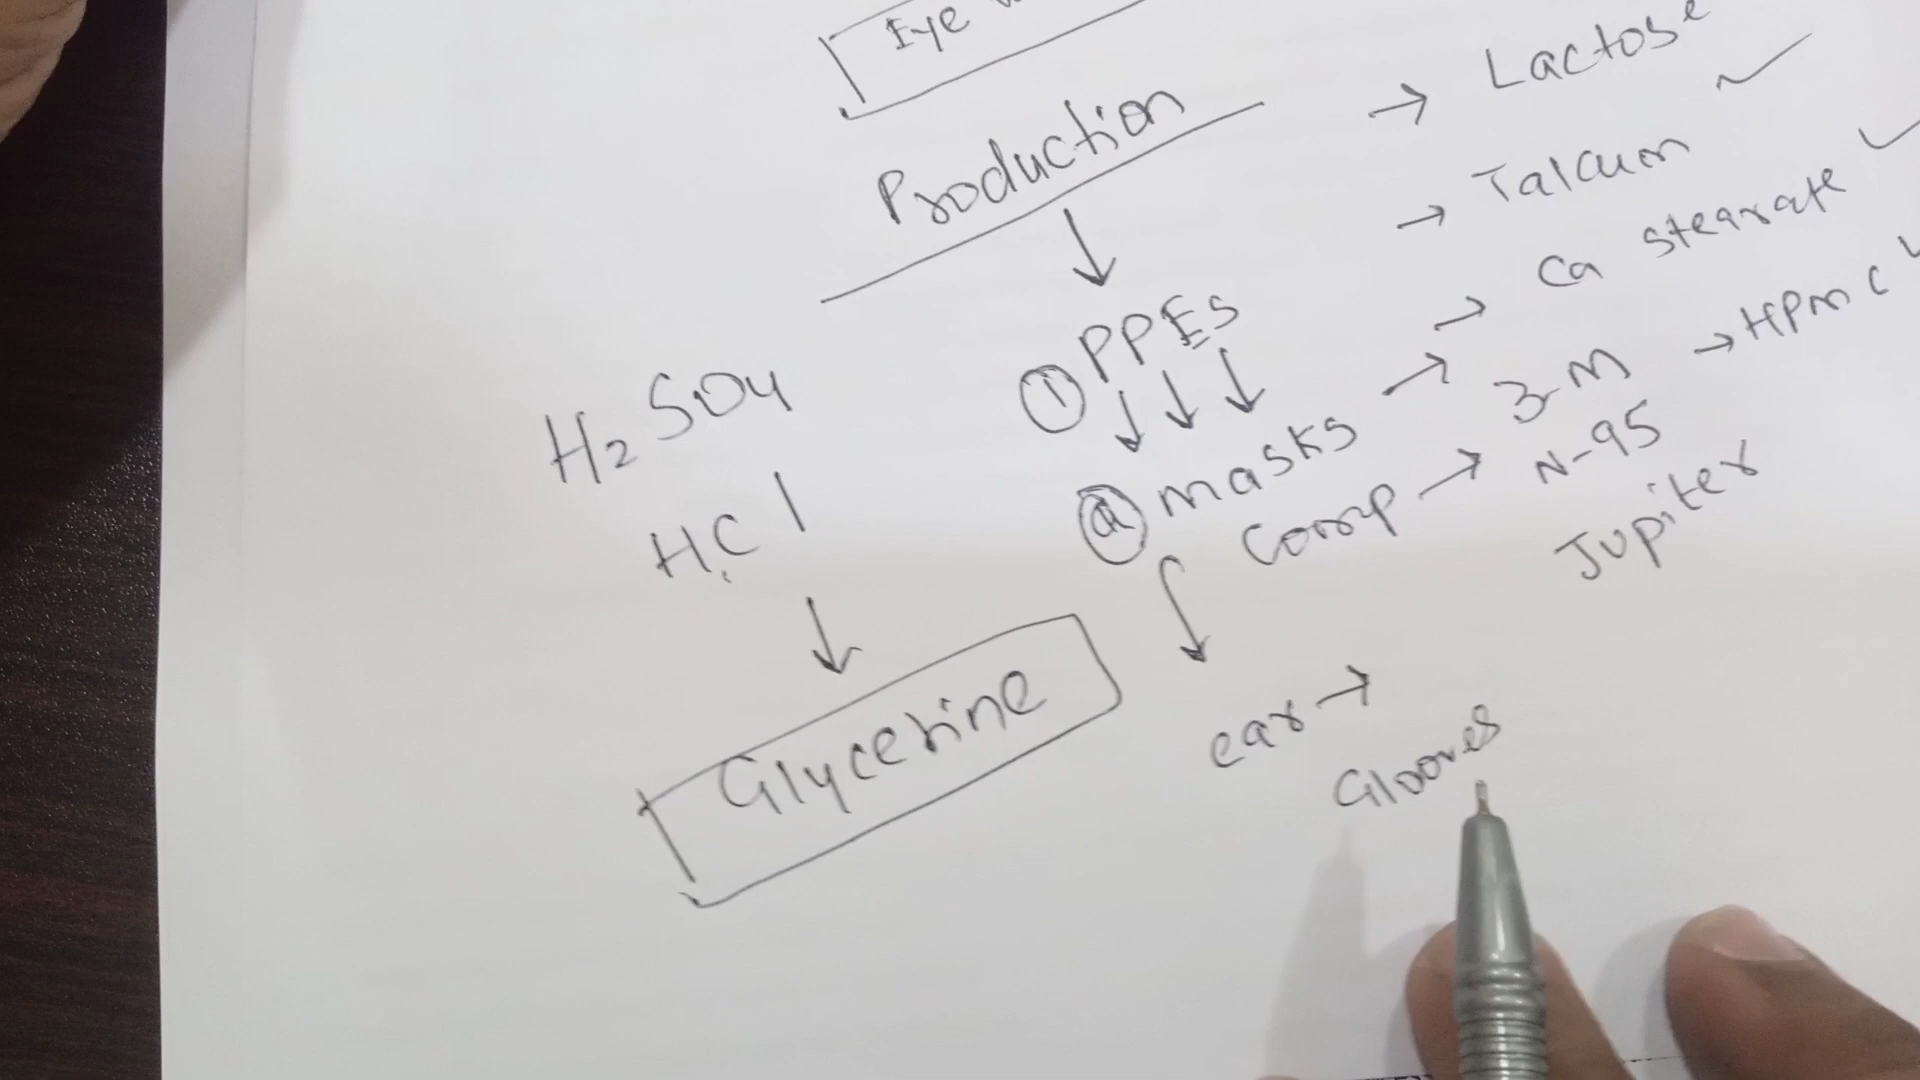 Eye
Production
→ Lactose
→ Talcum
→ Ca stearate
→ HPMC
① PPEs
② masks → 3-M
Comp → N-95
Jupiter
ear →
Glooves
H2SO4
HCl
Glycerine